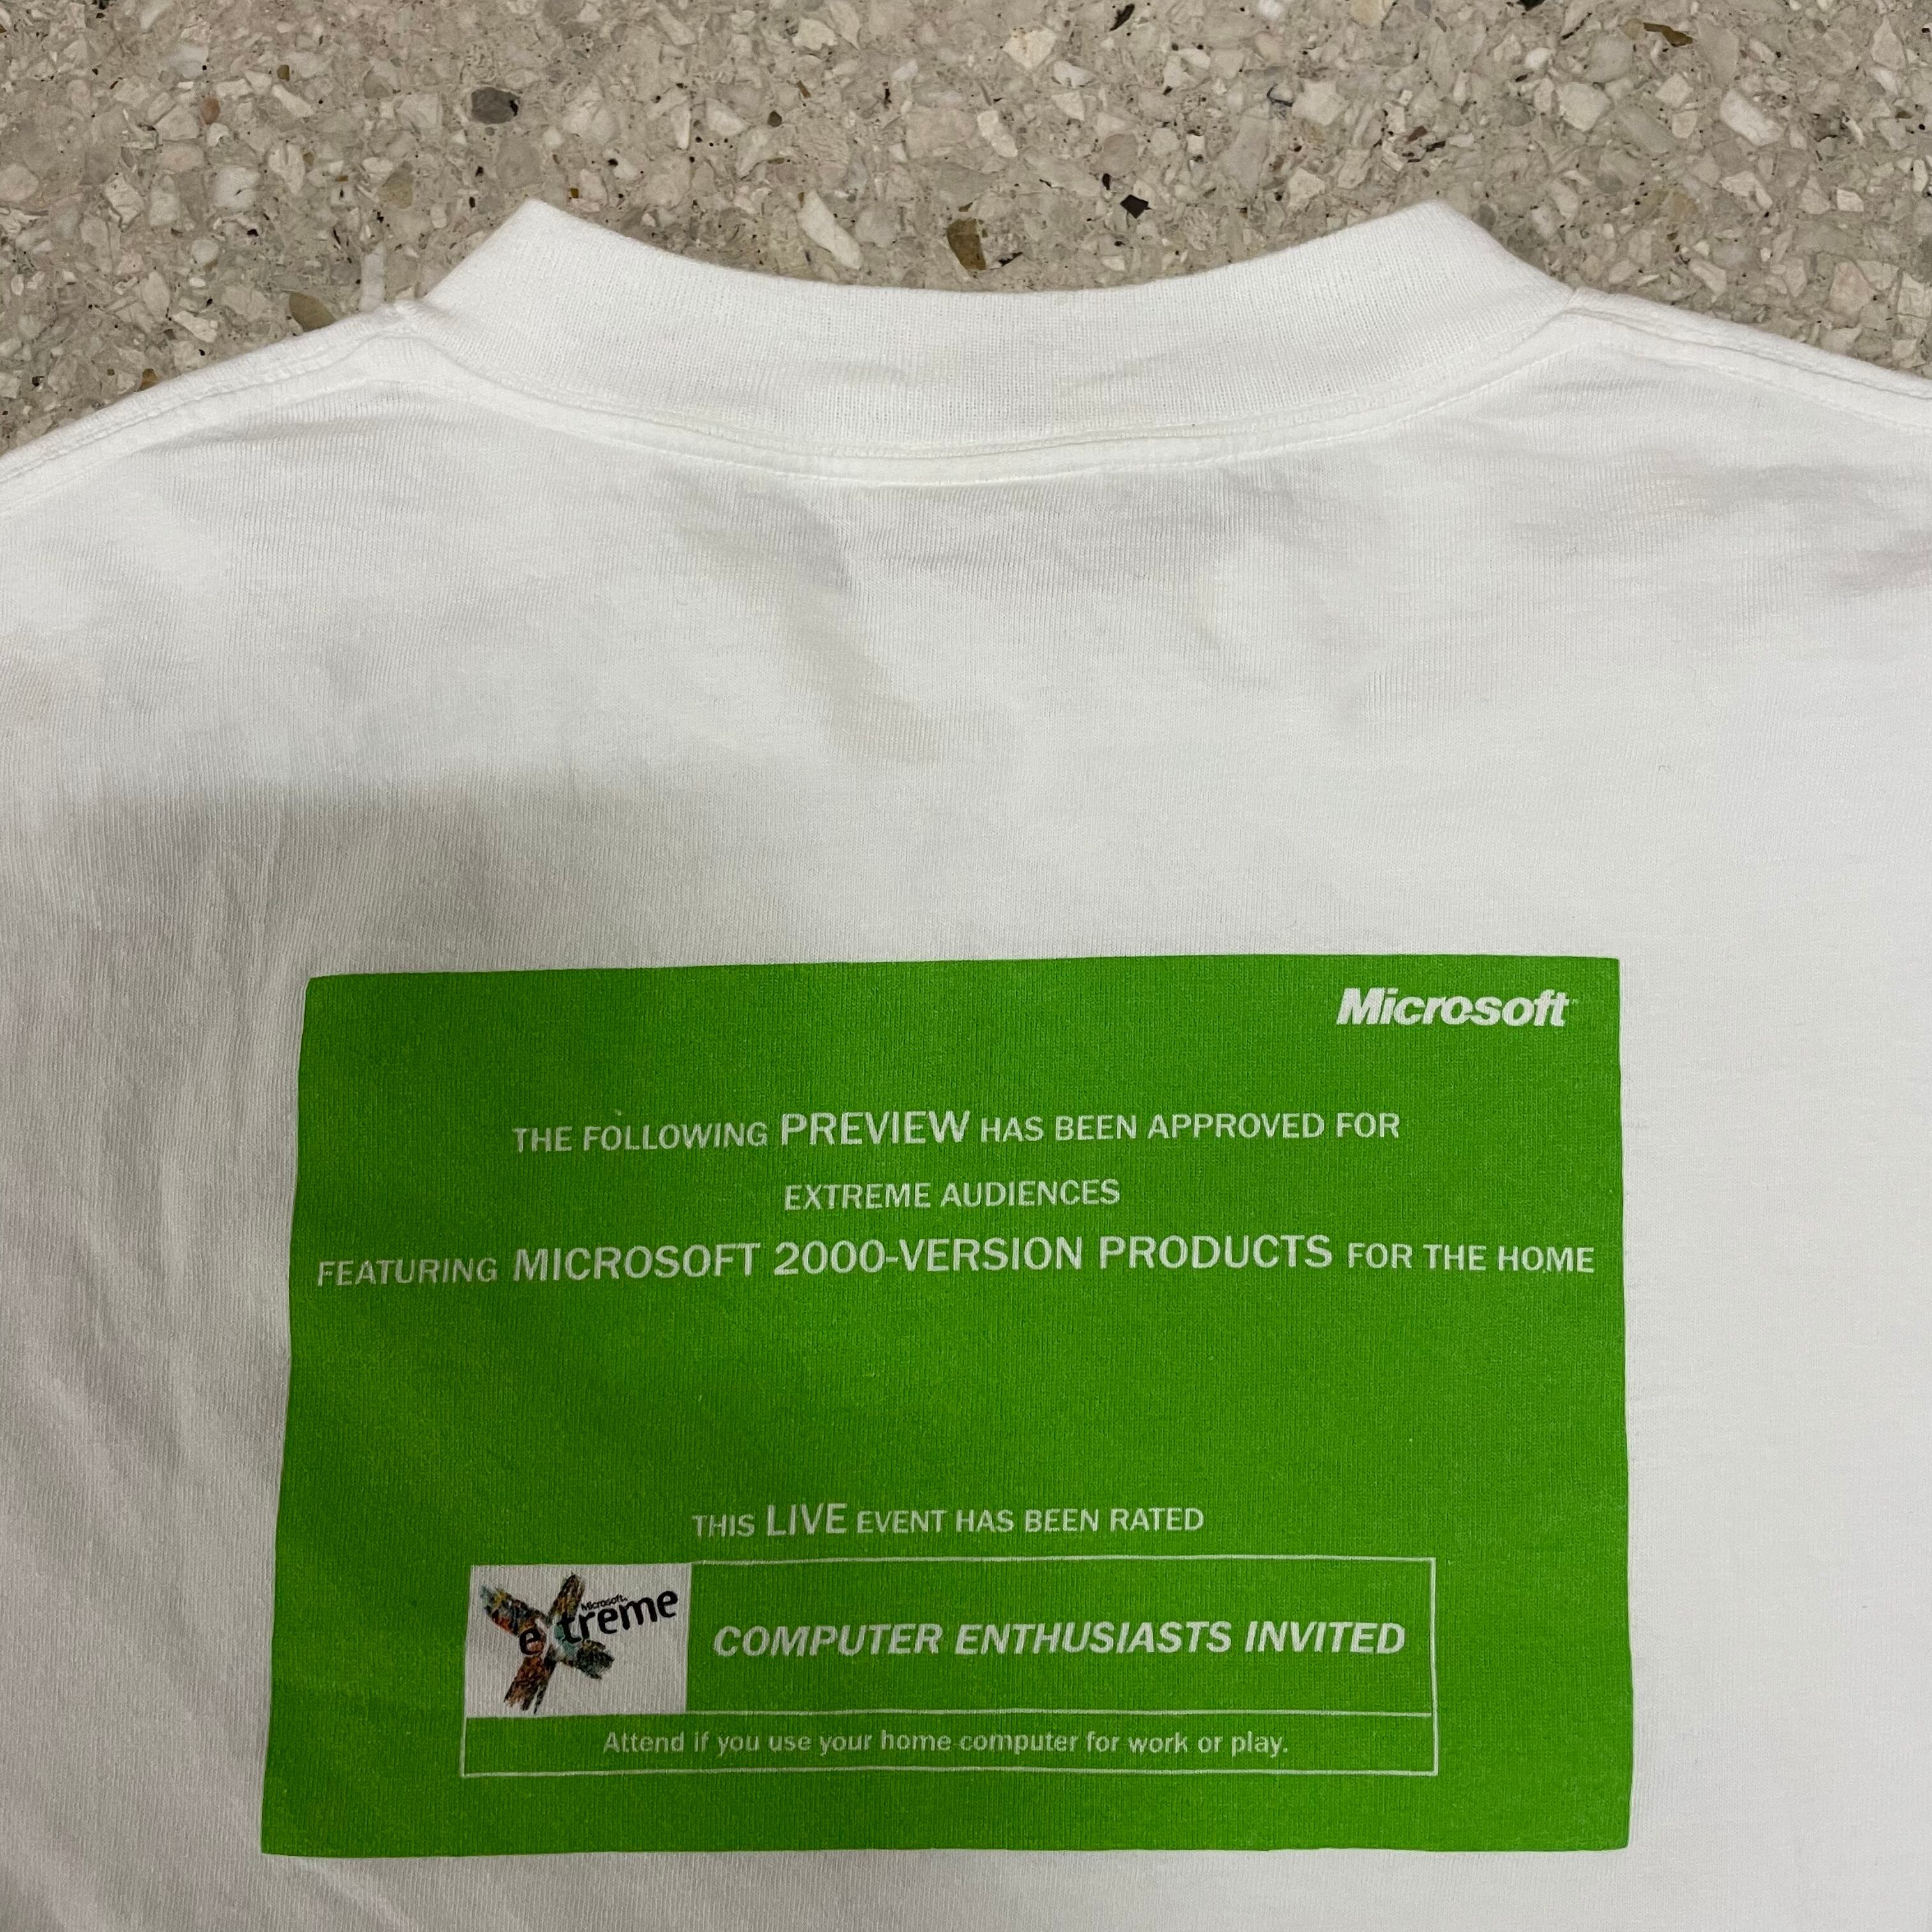 Microsoft
THE FOLLOWING PREVIEW HAS BEEN APPROVED FOR
EXTREME AUDIENCES
FEATURING MICROSOFT 2000-VERSION PRODUCTS FOR THE HOME
THIS LIVE EVENT HAS BEEN RATED
Microsoft
extreme
COMPUTER ENTHUSIASTS INVITED
Attend if you use your home computer for work or play.